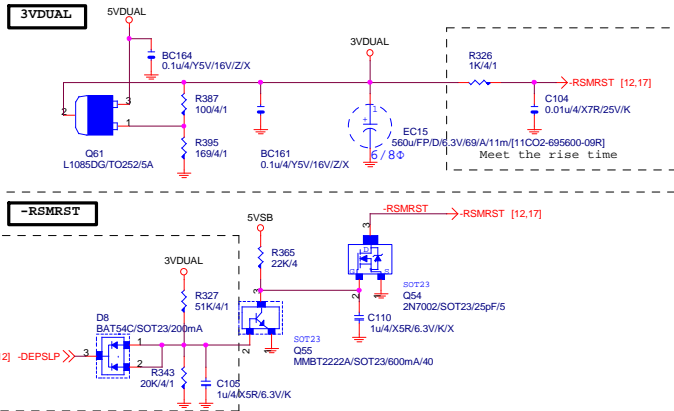 3VDUAL
5VDUAL
BC164
0.1u/4/Y5V/16V/Z/X
3VDUAL
R326
1K/4/1
-RSMRST [12,17]
C104
0.01u/4/X7R/25V/K
2
3
1
R387
100/4/1
Q61
L1085DG/TO252/5A
R395
169/4/1
BC161
0.1u/4/Y5V/16V/Z/X
1
+
EC15
560u/FP/D/6.3V/69/A/11m/[11CO2-695600-09R]
6/8Φ
Meet the rise time
-RSMRST
5VSB
-RSMRST
-RSMRST [12,17]
R365
22K/4
3
D
G
S
2
1
SOT23
Q54
2N7002/SOT23/25pF/5
3VDUAL
R327
51K/4/1
D8
BAT54C/SOT23/200mA
3
2
1
SOT23
Q55
MMBT2222A/SOT23/600mA/40
C110
1u/4/X5R/6.3V/K/X
2] -DEPSLP
3
1
2
R343
20K/4/1
C105
1u/4/X5R/6.3V/K